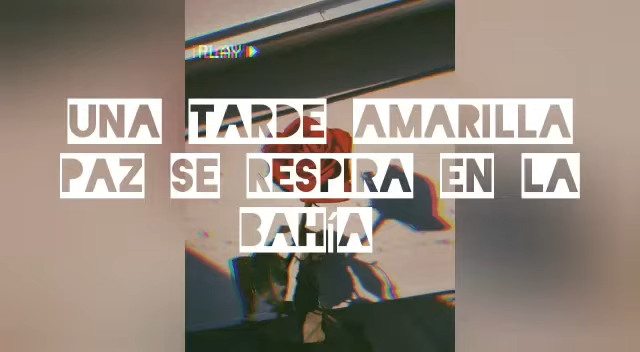 PLAY
UNA TARDE AMARILLA
PAZ SE RESPIRA EN LA
BAHÍA